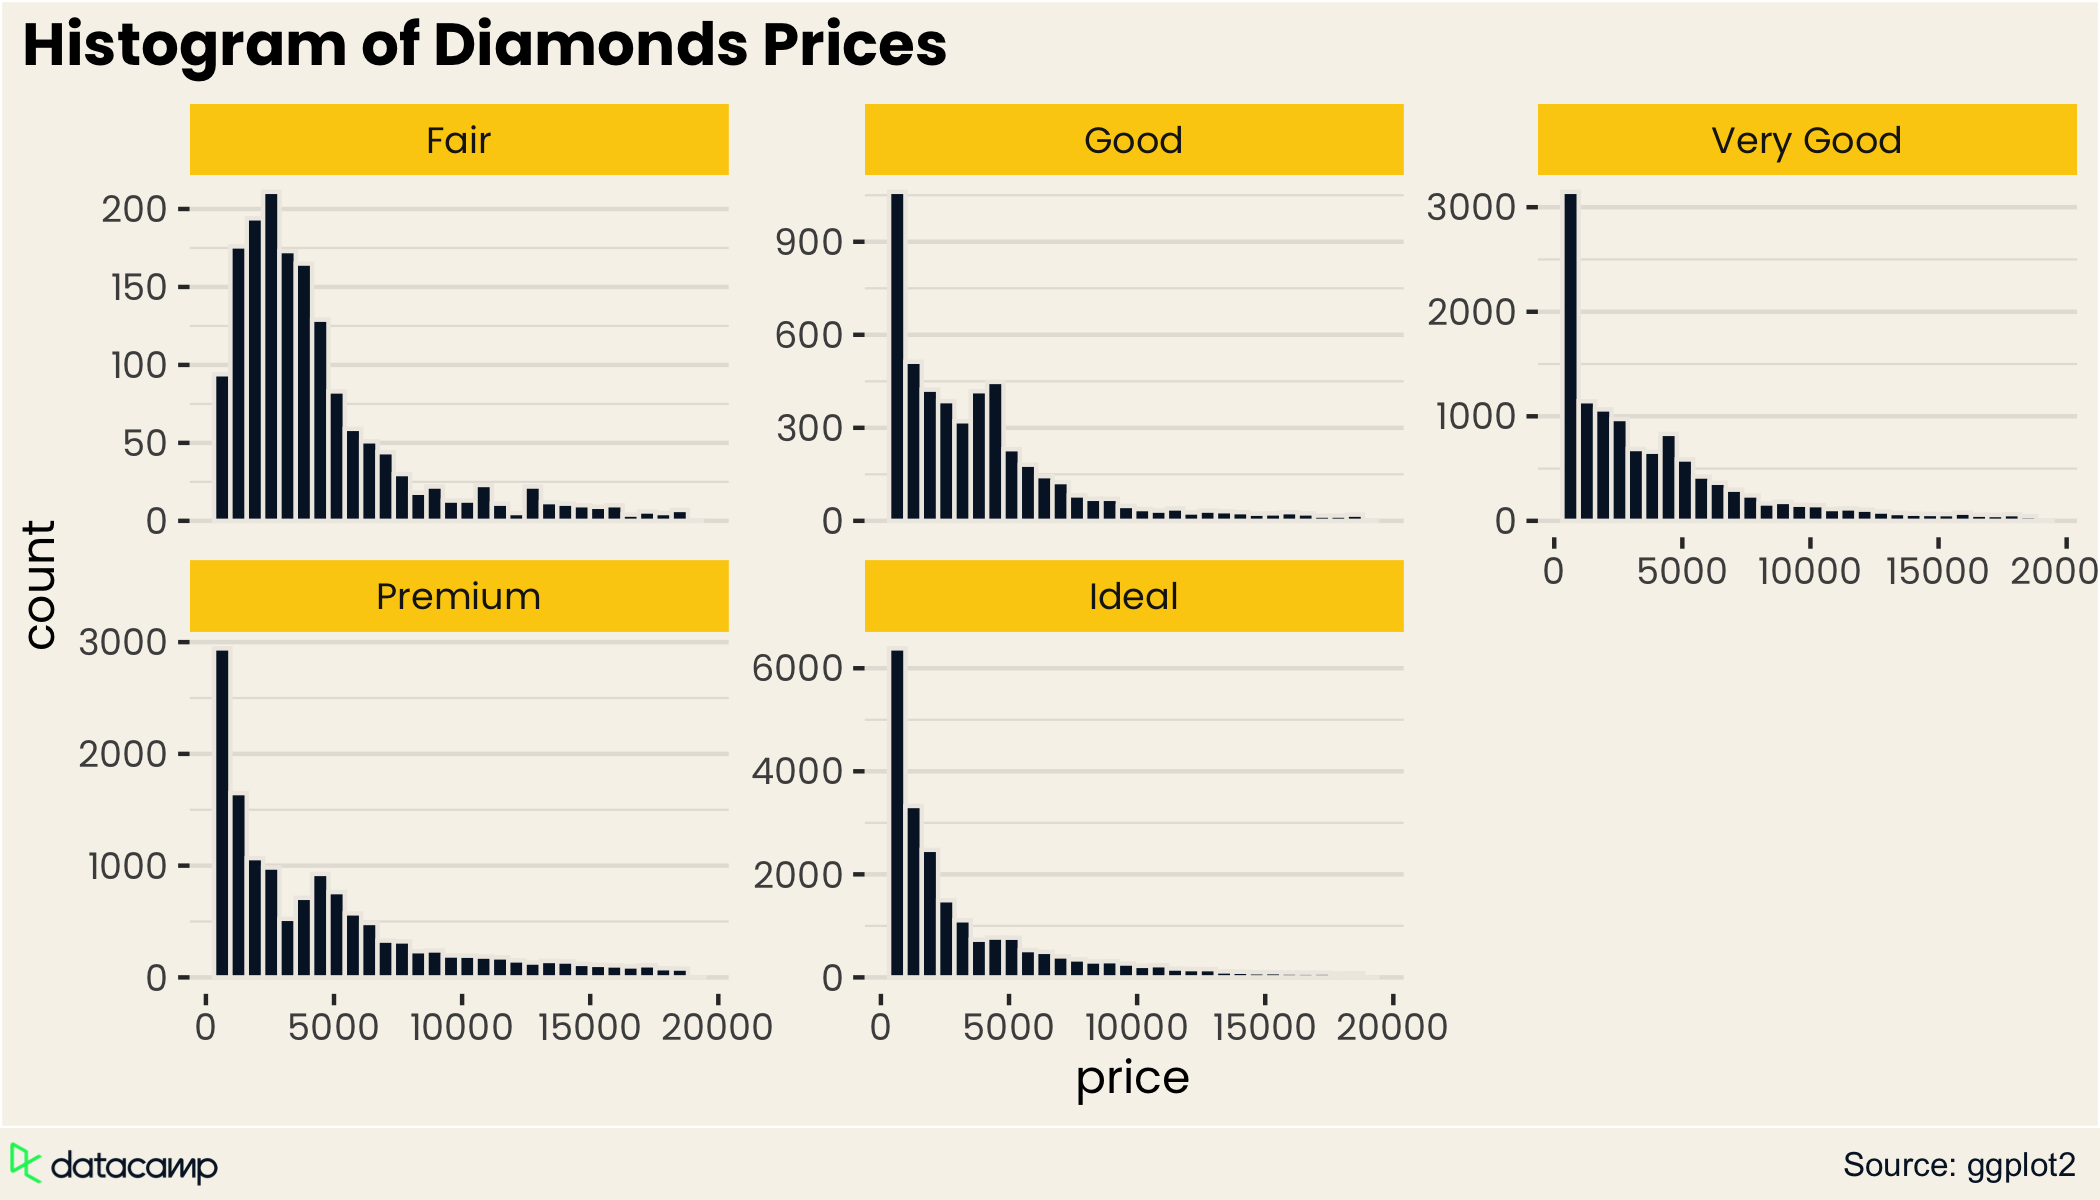 Histogram of Diamonds Prices
Fair
Good
Very Good
200
150
100
50
0
900
600
300
0
3000
2000
1000
0
0 5000 10000 15000 2000
count
Premium
Ideal
3000
2000
1000
0
6000
4000
2000
0
0 5000 10000 15000 20000
0 5000 10000 15000 20000
price
datacamp
Source: ggplot2